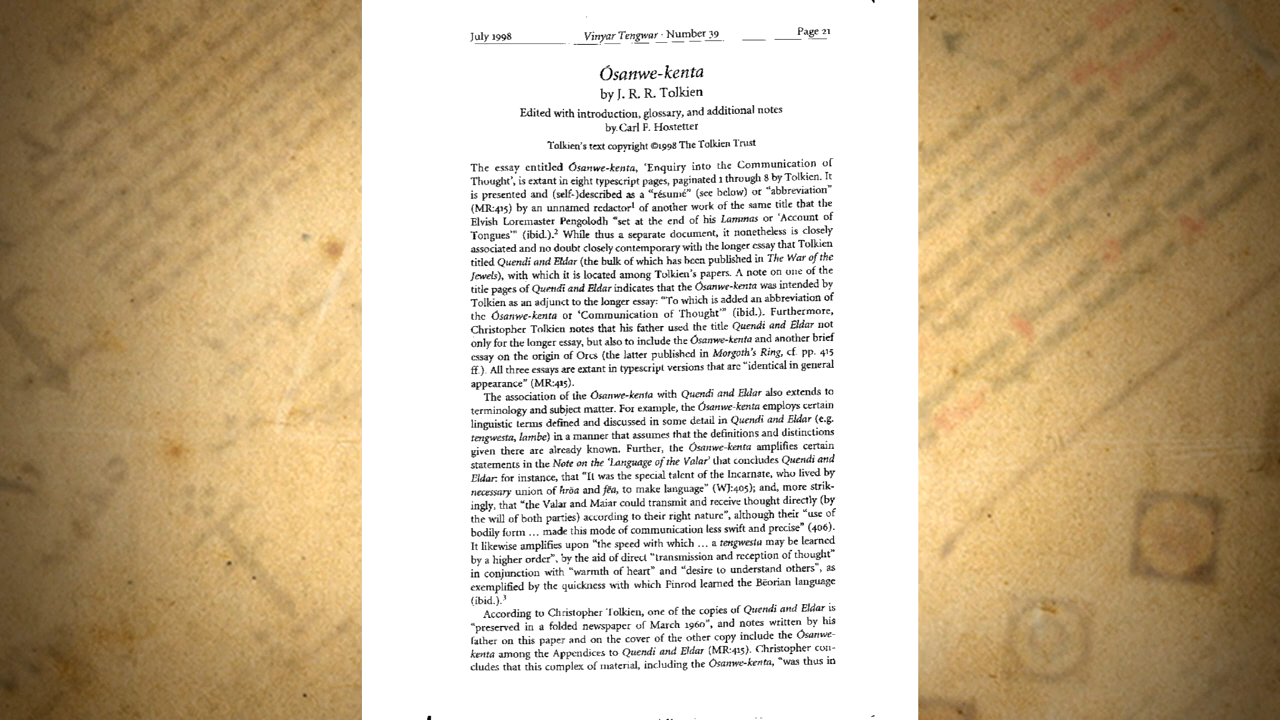 July 1998 Vinyar Tengwar · Number 39 Page 21
Ósanwe-kenta
by J. R. R. Tolkien
Edited with introduction, glossary, and additional notes
by Carl F. Hostetter
Tolkien's text copyright ©1998 The Tolkien Trust
The essay entitled Ósanwe-kenta, 'Enquiry into the Communication of
Thought', is extant in eight typescript pages, paginated 1 through 8 by Tolkien. It
is presented and (self-)described as a "résumé" (see below) or "abbreviation"
(MR:415) by an unnamed redactor¹ of another work of the same title that the
Elvish Loremaster Pengolodh "set at the end of his Lammas or 'Account of
Tongues'" (ibid.).² While thus a separate document, it nonetheless is closely
associated and no doubt closely contemporary with the longer essay that Tolkien
titled Quendi and Eldar (the bulk of which has been published in The War of the
Jewels), with which it is located among Tolkien's papers. A note on one of the
title pages of Quendi and Eldar indicates that the Ósanwe-kenta was intended by
Tolkien as an adjunct to the longer essay: "To which is added an abbreviation of
the Ósanwe-kenta or 'Communication of Thought'" (ibid.). Furthermore,
Christopher Tolkien notes that his father used the title Quendi and Eldar not
only for the longer essay, but also to include the Ósanwe-kenta and another brief
essay on the origin of Orcs (the latter published in Morgoth's Ring, cf. pp. 415
ff.). All three essays are extant in typescript versions that are "identical in general
appearance" (MR:415).
The association of the Ósanwe-kenta with Quendi and Eldar also extends to
terminology and subject matter. For example, the Ósanwe-kenta employs certain
linguistic terms defined and discussed in some detail in Quendi and Eldar (e.g.
tengwesta, lambe) in a manner that assumes that the definitions and distinctions
given there are already known. Further, the Ósanwe-kenta amplifies certain
statements in the Note on the 'Language of the Valar' that concludes Quendi and
Eldar: for instance, that "It was the special talent of the Incarnate, who lived by
necessary union of hröa and fëa, to make language" (WJ:405); and, more strik-
ingly, that "the Valar and Maiar could transmit and receive thought directly (by
the will of both parties) according to their right nature", although their "use of
bodily form ... made this mode of communication less swift and precise" (406).
It likewise amplifies upon "the speed with which ... a tengwesta may be learned
by a higher order", by the aid of direct "transmission and reception of thought"
in conjunction with "warmth of heart" and "desire to understand others", as
exemplified by the quickness with which Finrod learned the Bëorian language
(ibid.).³
According to Christopher Tolkien, one of the copies of Quendi and Eldar is
"preserved in a folded newspaper of March 1960", and notes written by his
father on this paper and on the cover of the other copy include the Ósanwe-
kenta among the Appendices to Quendi and Eldar (MR:415). Christopher con-
cludes that this complex of material, including the Ósanwe-kenta, "was thus in